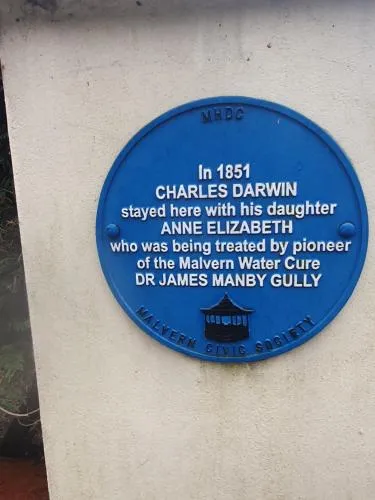 MHDC
In 1851
CHARLES DARWIN
stayed here with his daughter
ANNE ELIZABETH
who was being treated by pioneer
of the Malvern Water Cure
DR JAMES MANBY GULLY
MALVERN CIVIC SOCIETY